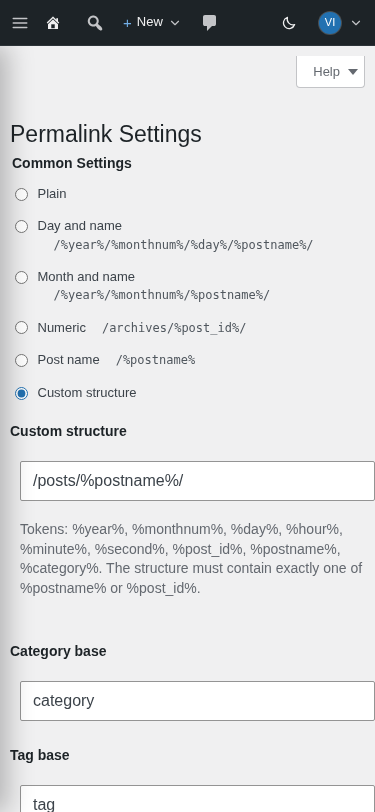 + New
VI
Help
Permalink Settings
Common Settings
Plain
Day and name
/%year%/%monthnum%/%day%/%postname%/
Month and name
/%year%/%monthnum%/%postname%/
Numeric /archives/%post_id%/
Post name /%postname%
Custom structure
Custom structure
/posts/%postname%/
Tokens: %year%, %monthnum%, %day%, %hour%,
%minute%, %second%, %post_id%, %postname%,
%category%. The structure must contain exactly one of
%postname% or %post_id%.
Category base
category
Tag base
tag